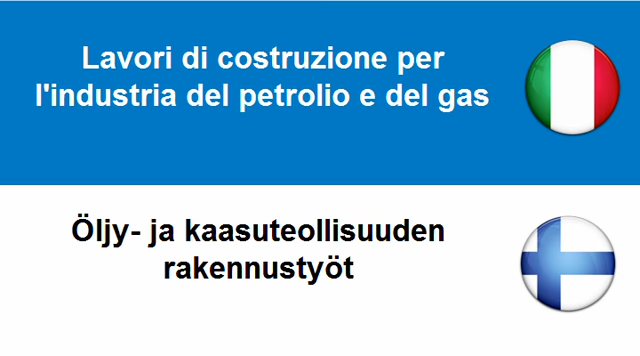 Lavori di costruzione per
l'industria del petrolio e del gas
Öljy- ja kaasuteollisuuden
rakennustyöt